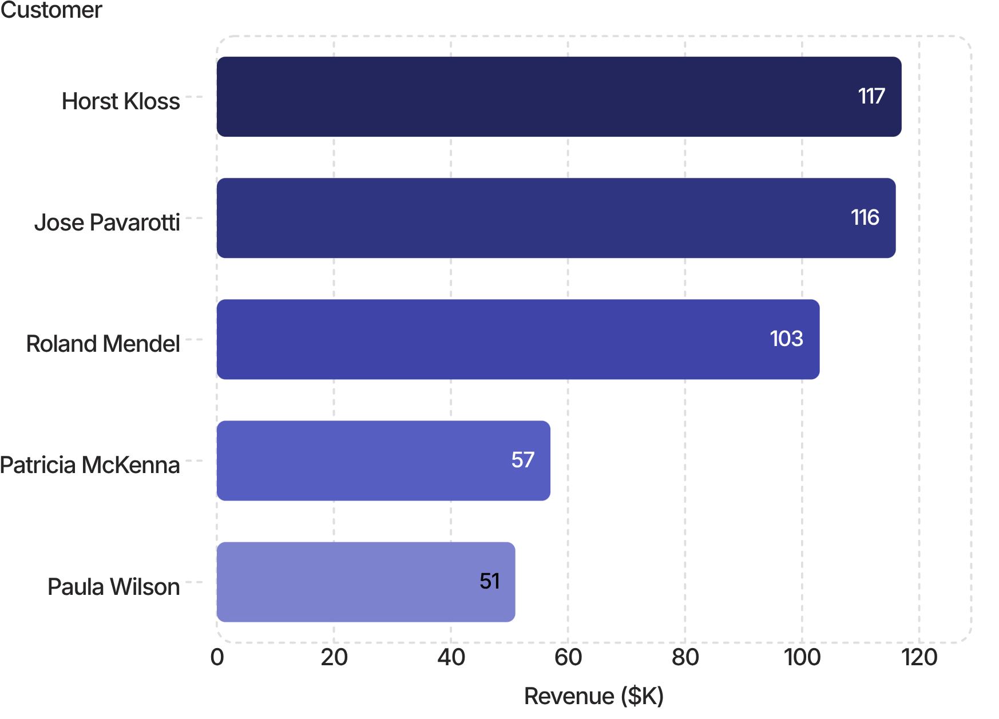 Customer
Horst Kloss
117
Jose Pavarotti
116
Roland Mendel
103
Patricia McKenna
57
Paula Wilson
51
0 20 40 60 80 100 120
Revenue ($K)